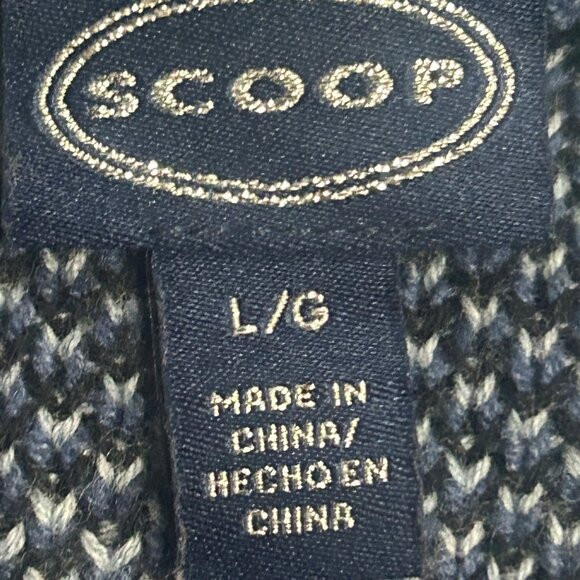 SCOOP
L/G
MADE IN
CHINA/
HECHO EN
CHINA